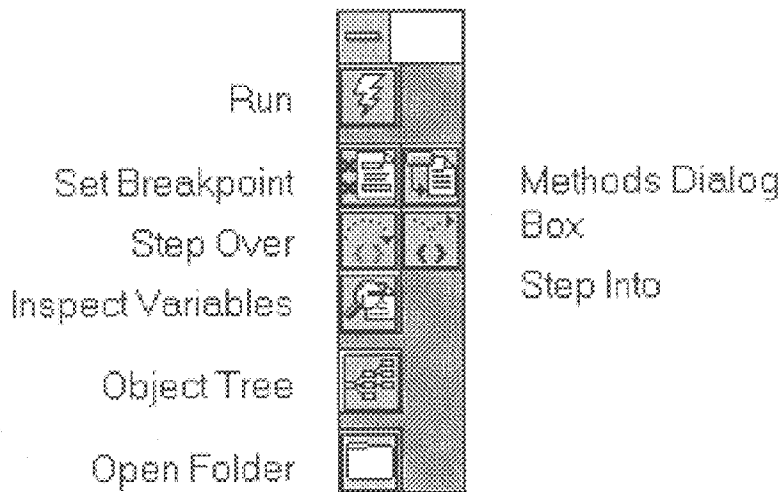 Run
Set Breakpoint
Methods Dialog
Box
Step Over
Step Into
Inspect Variables
Object Tree
Open Folder